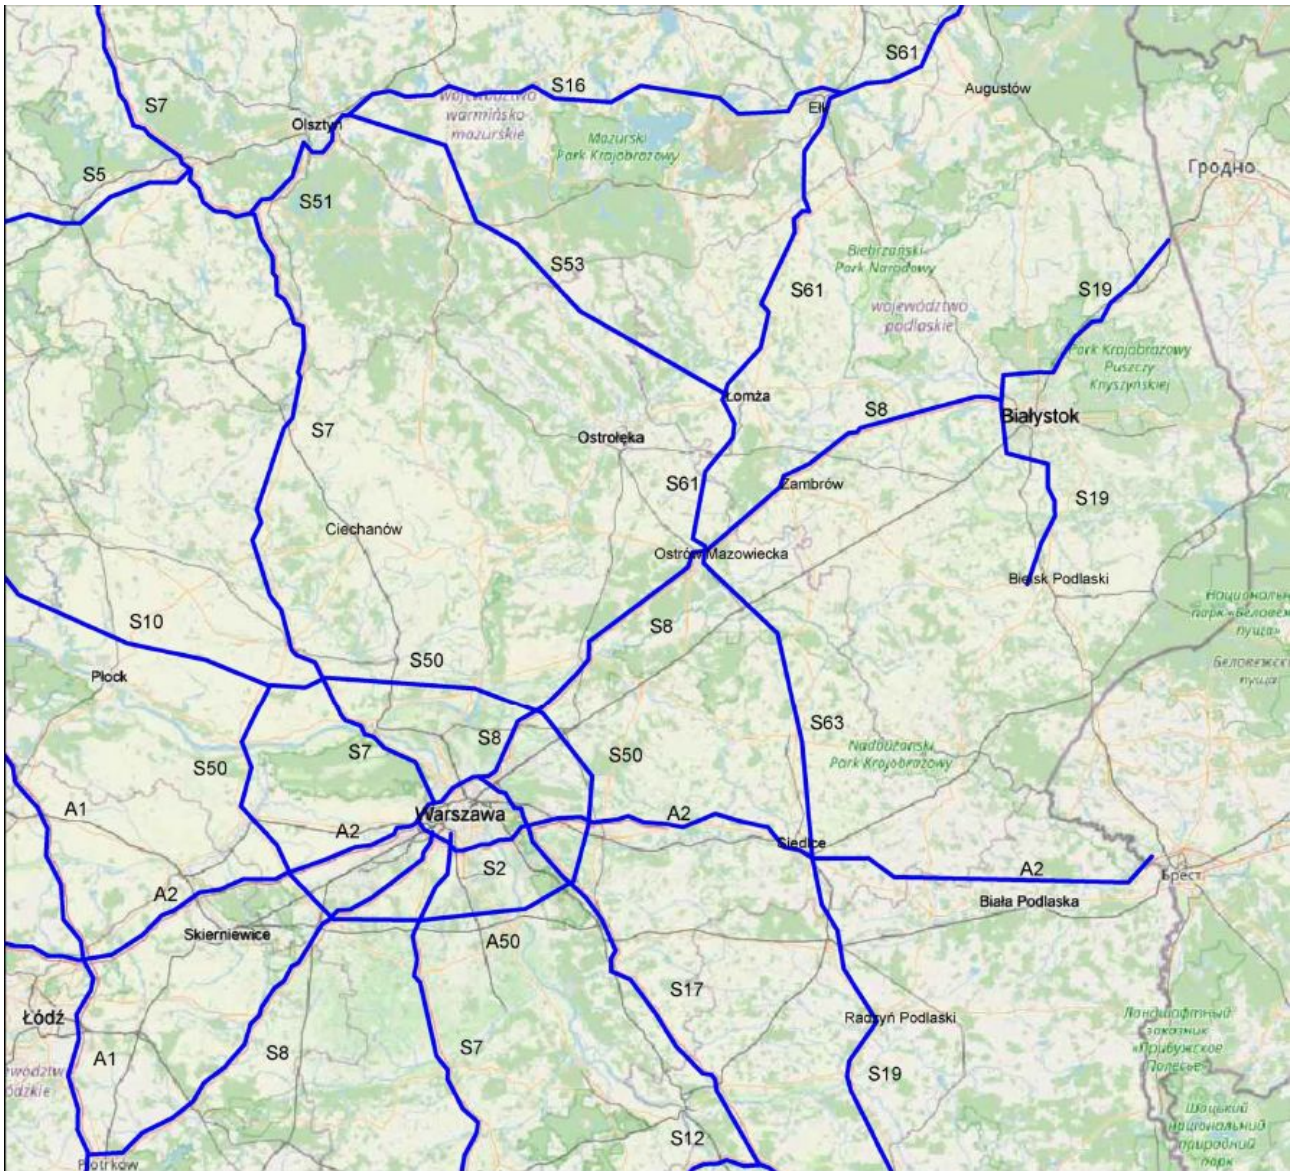 S61
S16
Augustów
województwo
warmińsko-
mazurskie
Ełk
S7
Olsztyn
Mazurski
Park Krajobrazowy
Гродно
S5
S51
Biebrzański
Park Narodowy
S53
S61
S19
województwo
podlaskie
Park Krajobrazowy
Puszczy
Knyszyńskiej
Łomża
S8
Białystok
S7
Ostrołęka
S61
Zambrów
S19
Ciechanów
Ostrów Mazowiecka
Bielsk Podlaski
S10
S8
S50
Płock
S63
S8
S7
S50
S50
Nadbużański
Park Krajobrazowy
A1
A2
Warszawa
A2
Siedlce
S2
A2
A2
Брест
Biała Podlaska
Skierniewice
A50
S17
Łódź
Radzyń Podlaski
S8
S7
A1
S19
S12
Piotrków